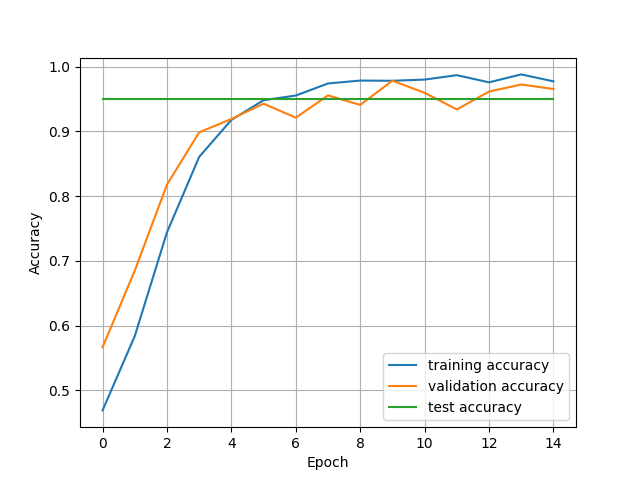 1.0
0.9
0.8
0.7
0.6
0.5
Accuracy
training accuracy
validation accuracy
test accuracy
0 2 4 6 8 10 12 14
Epoch